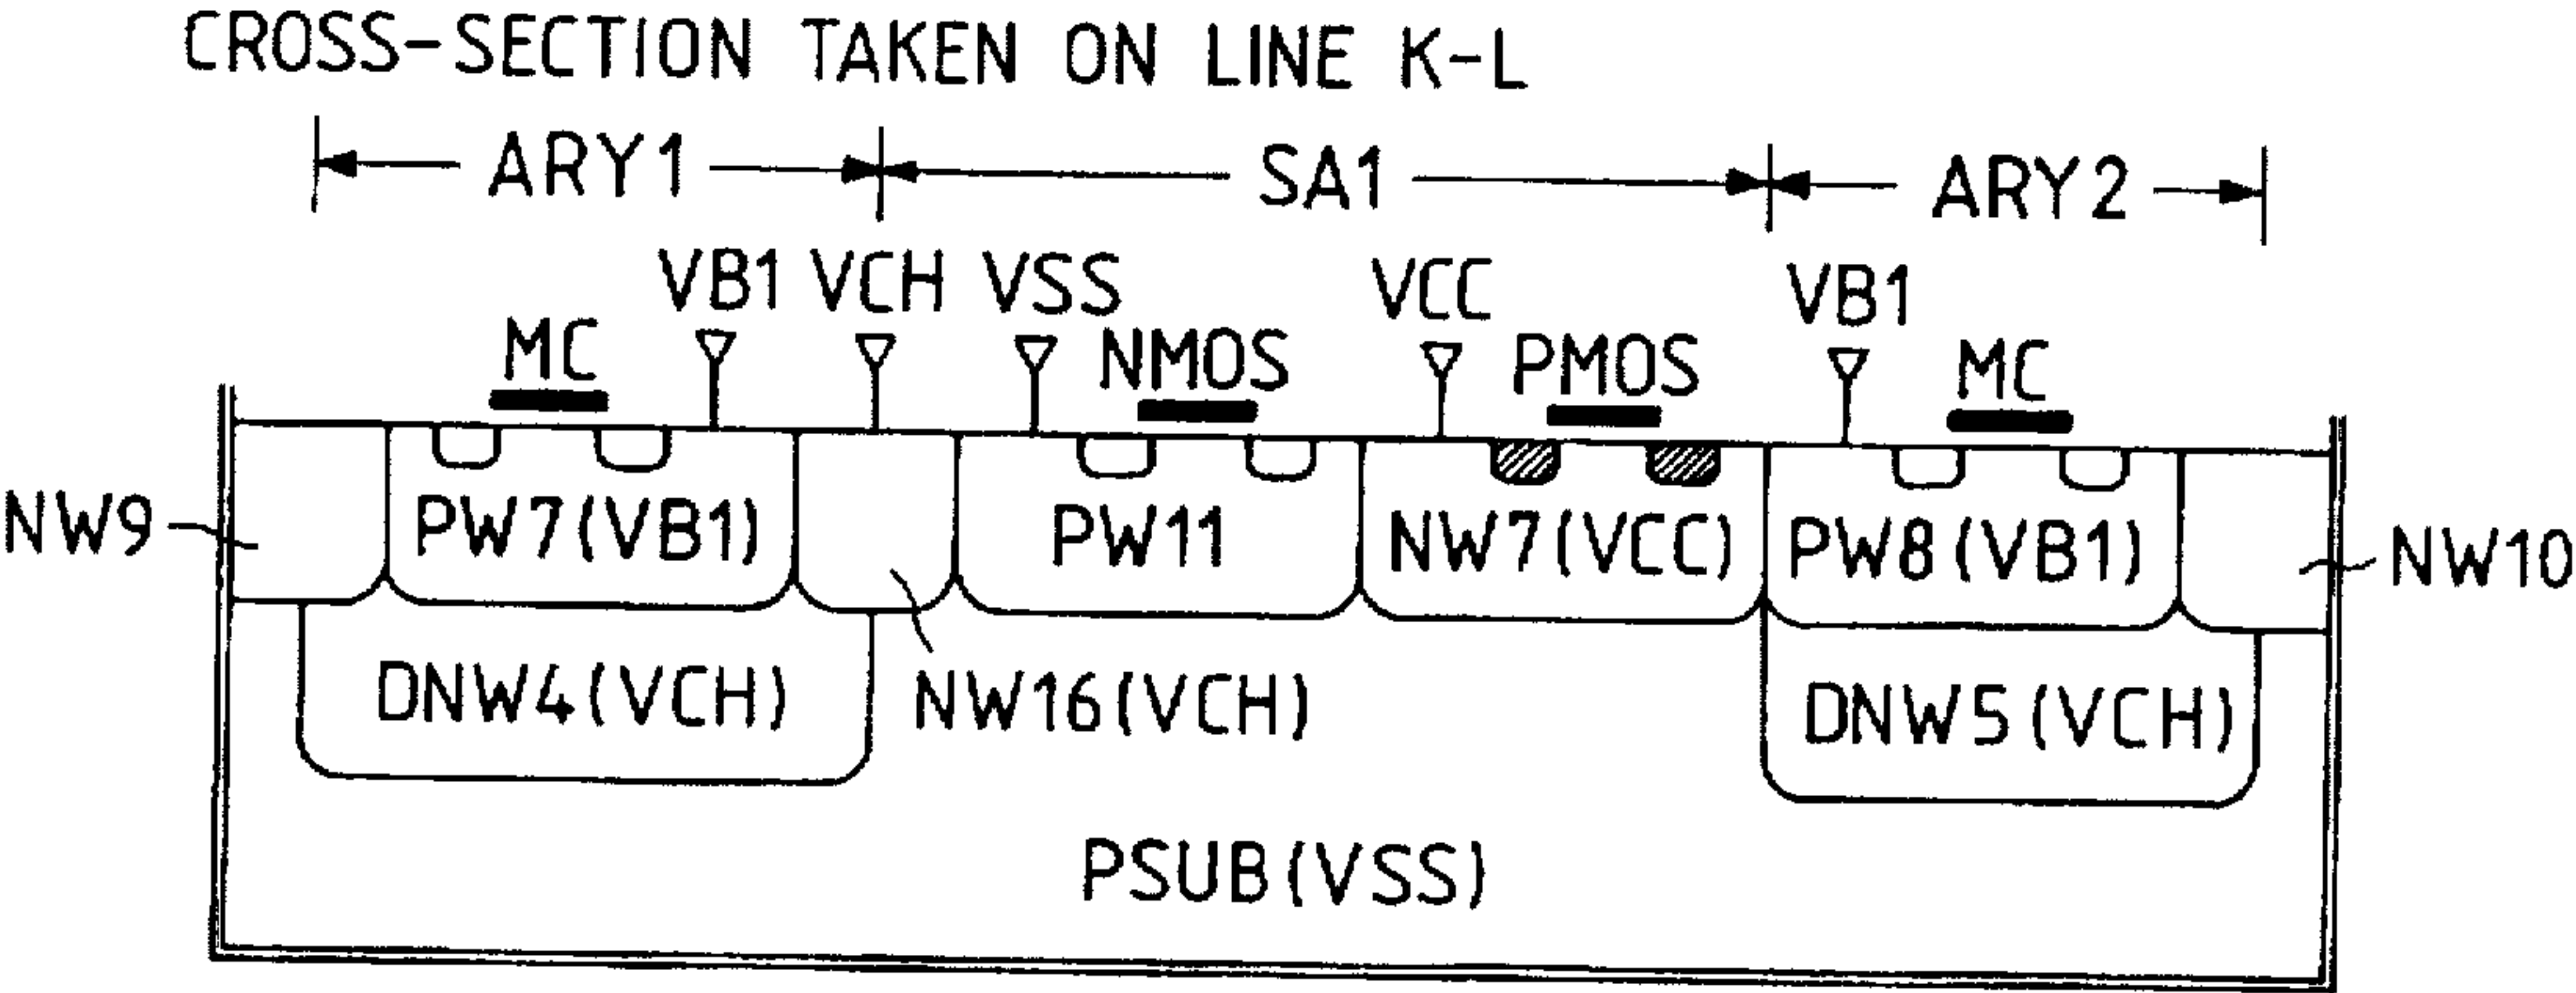 CROSS-SECTION TAKEN ON LINE K-L
ARY1 SA1 ARY2
VB1 VCH VSS VCC VB1
MC NMOS PMOS MC
NW9 PW7(VB1) PW11 NW7(VCC) PW8(VB1) NW10
DNW4(VCH) NW16(VCH) DNW5(VCH)
PSUB(VSS)